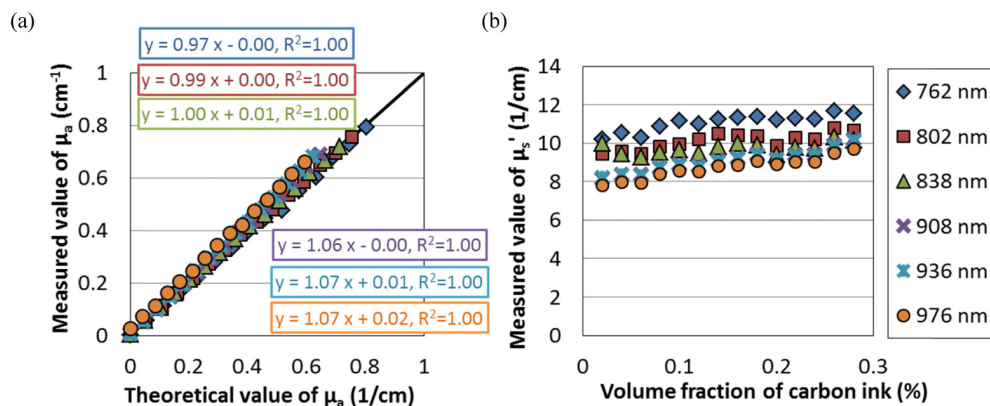 (a)
y = 0.97 x - 0.00, R²=1.00
y = 0.99 x + 0.00, R²=1.00
y = 1.00 x + 0.01, R²=1.00
Measured value of μₐ (cm⁻¹)
1
0.8
0.6
0.4
0.2
0
y = 1.06 x - 0.00, R²=1.00
y = 1.07 x + 0.01, R²=1.00
y = 1.07 x + 0.02, R²=1.00
0 0.2 0.4 0.6 0.8 1
Theoretical value of μₐ (1/cm)
(b)
Measured value of μₛ' (1/cm)
14
12
10
8
6
4
2
0
0 0.1 0.2 0.3
Volume fraction of carbon ink (%)
762 nm
802 nm
838 nm
908 nm
936 nm
976 nm